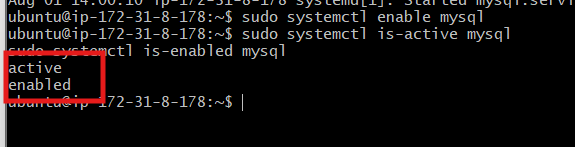 Aug 01 14:00:10 ip-172-31-8-178 systemd[1]: Started mysql.serv
ubuntu@ip-172-31-8-178:~$ sudo systemctl enable mysql
ubuntu@ip-172-31-8-178:~$ sudo systemctl is-active mysql
sudo systemctl is-enabled mysql
active
enabled
ubuntu@ip-172-31-8-178:~$